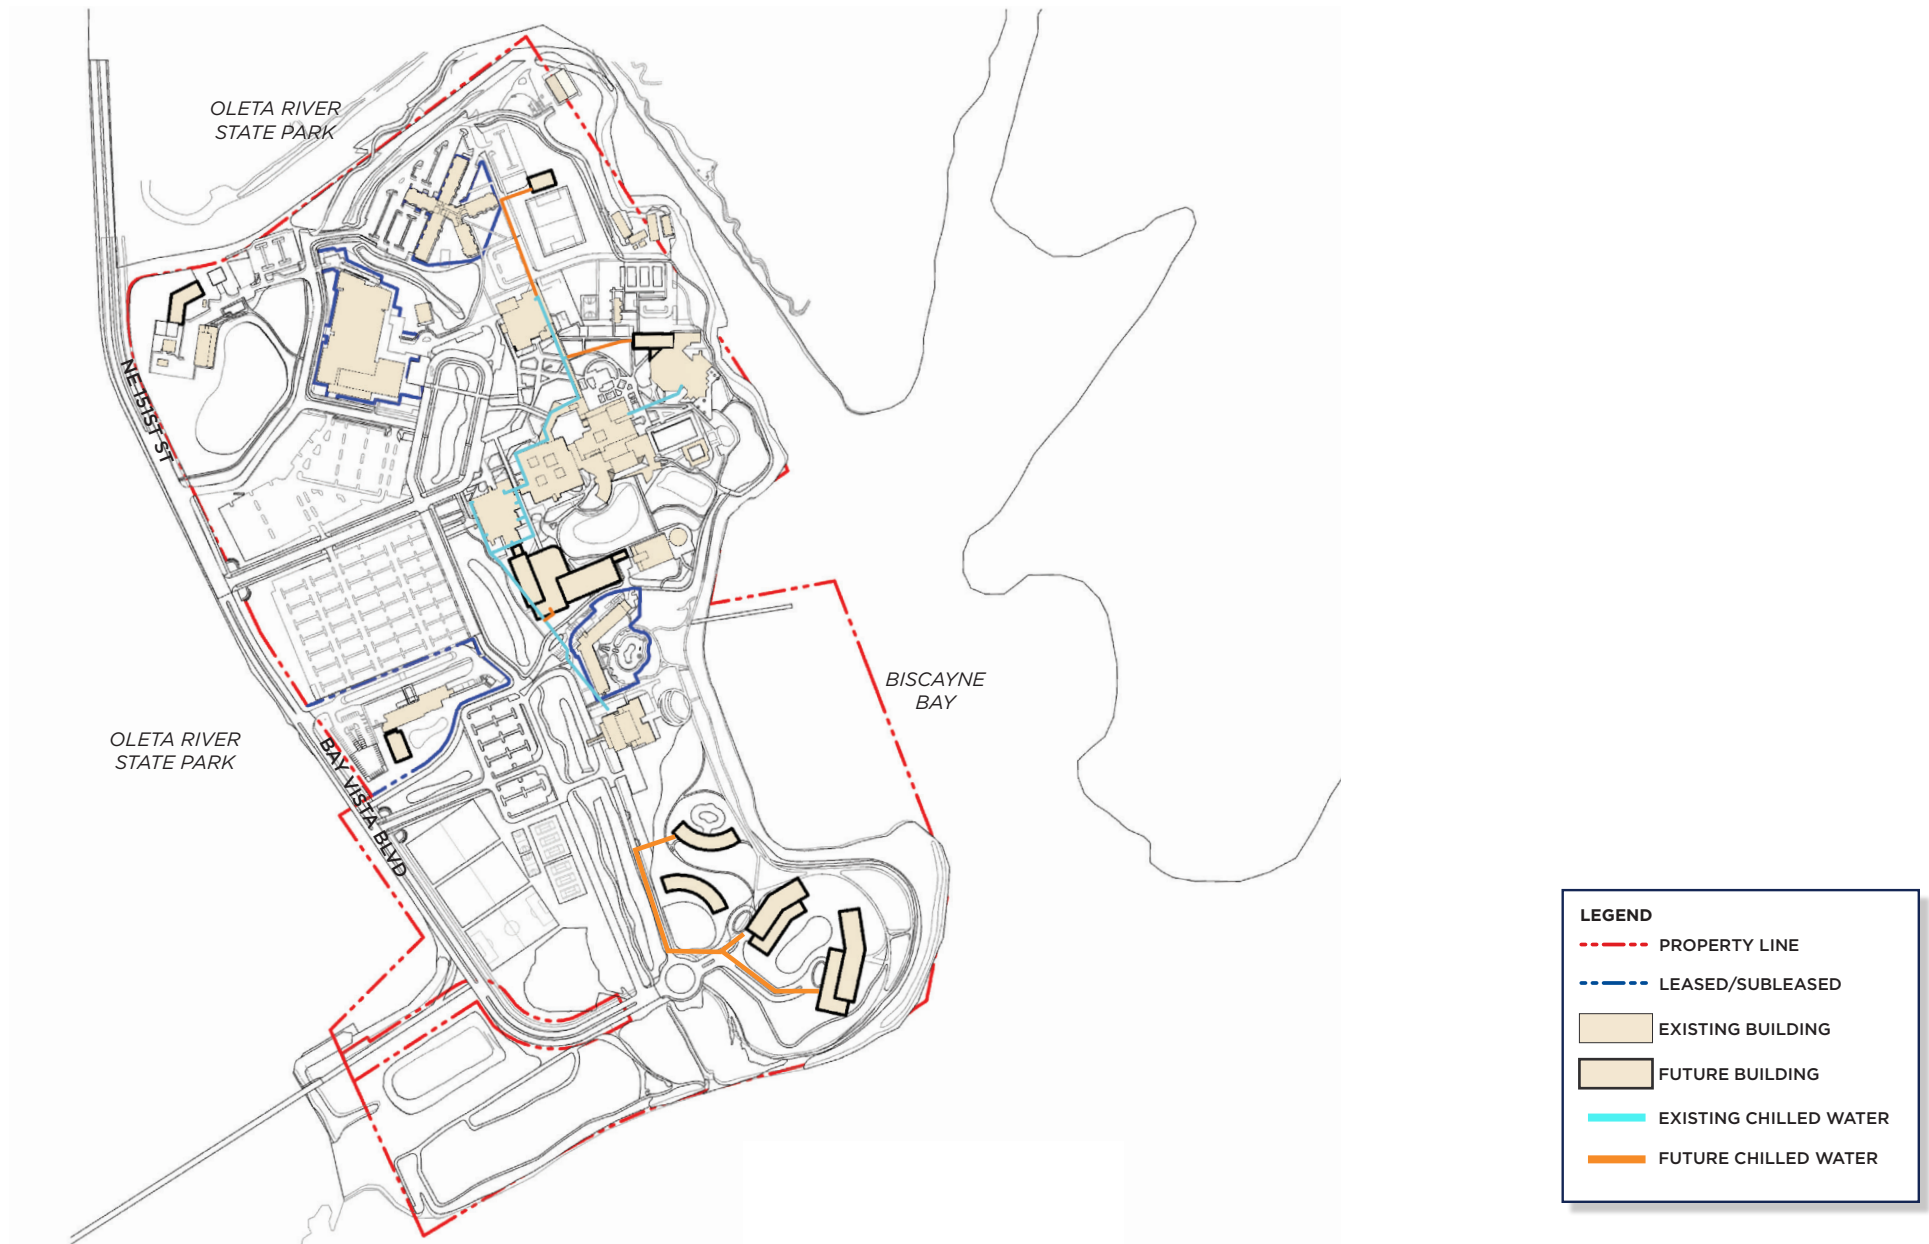 OLETA RIVER
STATE PARK
NE 151ST ST
BISCAYNE
BAY
OLETA RIVER
STATE PARK
BAY VISTA BLVD
LEGEND
PROPERTY LINE
LEASED/SUBLEASED
EXISTING BUILDING
FUTURE BUILDING
EXISTING CHILLED WATER
FUTURE CHILLED WATER